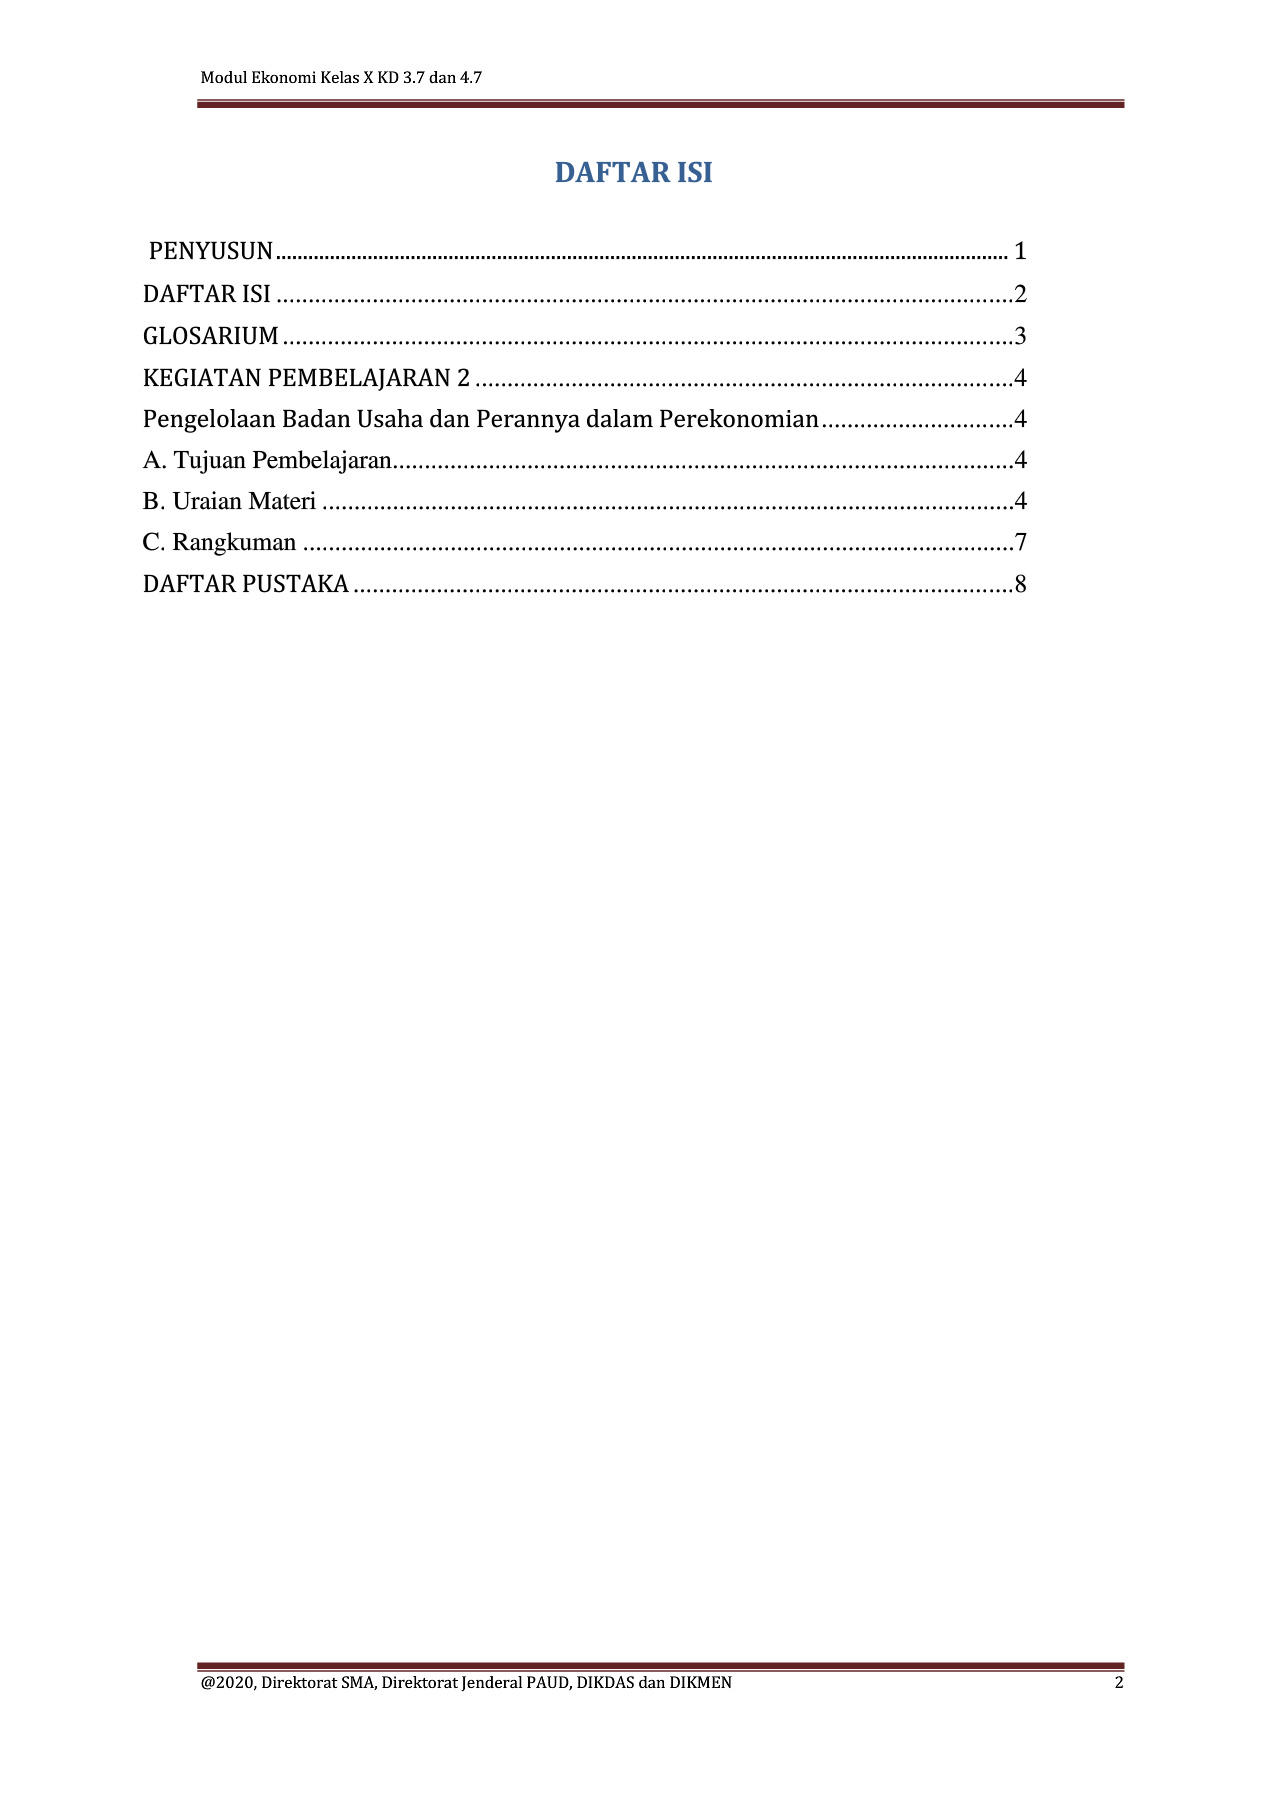 Modul Ekonomi Kelas X KD 3.7 dan 4.7
DAFTAR ISI
PENYUSUN........................................................................................................................................ 1
DAFTAR ISI ..................................................................................................................2
GLOSARIUM .................................................................................................................3
KEGIATAN PEMBELAJARAN 2 ...................................................................................4
Pengelolaan Badan Usaha dan Perannya dalam Perekonomian..............................4
A. Tujuan Pembelajaran.................................................................................................4
B. Uraian Materi ...........................................................................................................4
C. Rangkuman ..............................................................................................................7
DAFTAR PUSTAKA ......................................................................................................8
@2020, Direktorat SMA, Direktorat Jenderal PAUD, DIKDAS dan DIKMEN 2